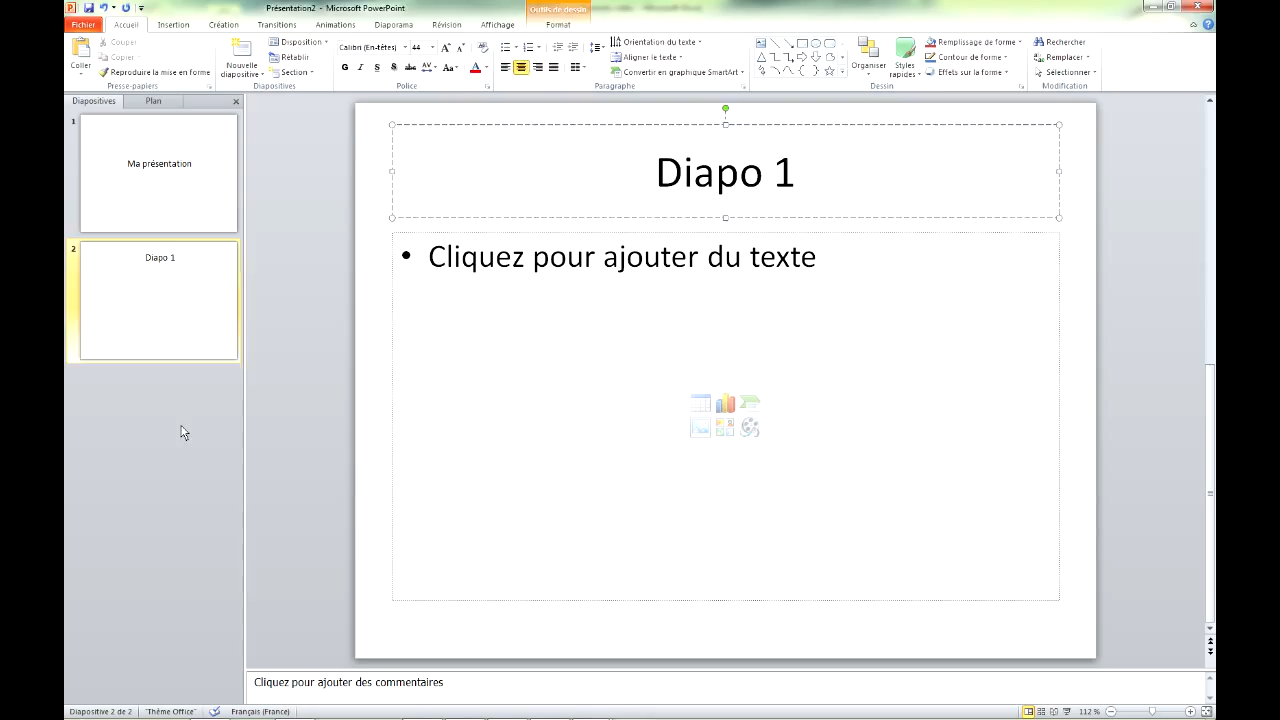 Présentation2 - Microsoft PowerPoint
Outils de dessin
Fichier Accueil Insertion Création Transitions Animations Diaporama Révision Affichage Format
Coller
Couper
Copier
Reproduire la mise en forme
Presse-papiers
Nouvelle diapositive
Disposition
Rétablir
Section
Diapositives
Calibri (En-têtes) 44
G I S S abc AV Aa A
Police
Orientation du texte
Aligner le texte
Convertir en graphique SmartArt
Paragraphe
Organiser
Styles rapides
Remplissage de forme
Contour de forme
Effets sur la forme
Dessin
Rechercher
Remplacer
Sélectionner
Modification
Diapositives Plan
1
Ma présentation
2
Diapo 1
Diapo 1
• Cliquez pour ajouter du texte
Cliquez pour ajouter des commentaires
Diapositive 2 de 2 "Thème Office" Français (France) 112 %